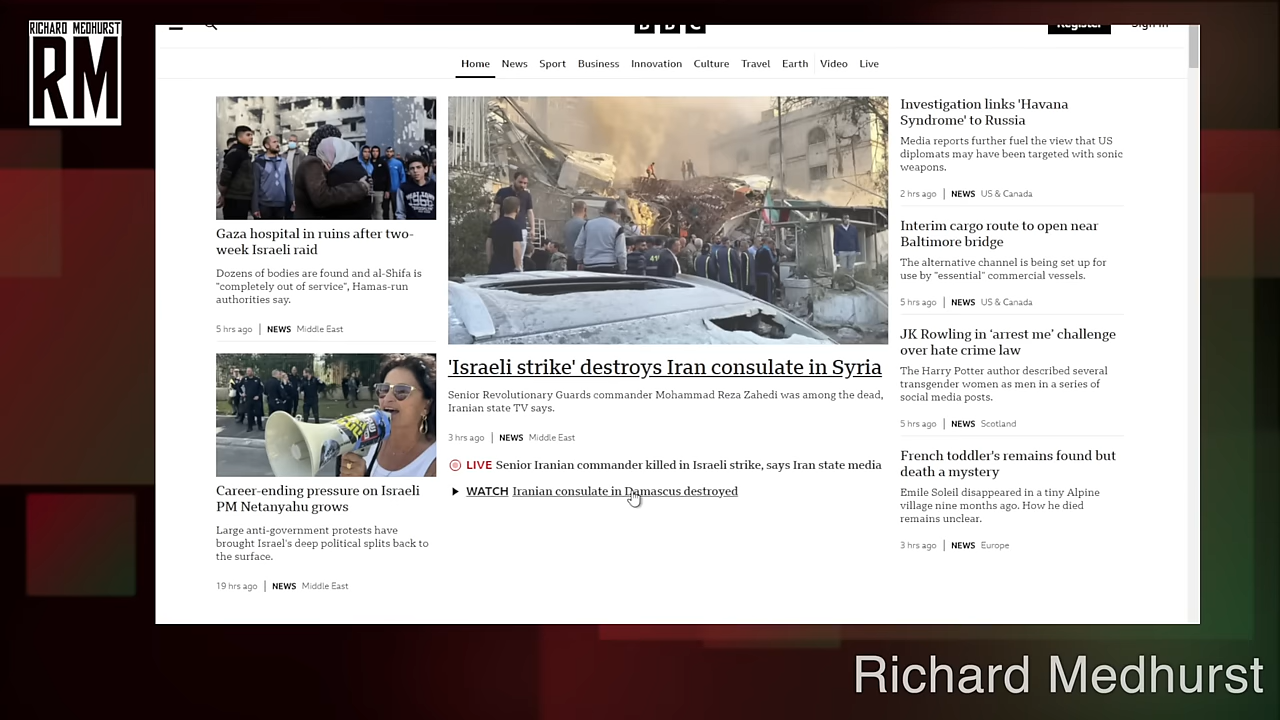 RICHARD MEDHURST
RM
BBC
Register
Sign In
Home News Sport Business Innovation Culture Travel Earth Video Live
Gaza hospital in ruins after two-
week Israeli raid
Dozens of bodies are found and al-Shifa is
"completely out of service", Hamas-run
authorities say.
5 hrs ago | NEWS Middle East
Career-ending pressure on Israeli
PM Netanyahu grows
Large anti-government protests have
brought Israel's deep political splits back to
the surface.
19 hrs ago | NEWS Middle East
'Israeli strike' destroys Iran consulate in Syria
Senior Revolutionary Guards commander Mohammad Reza Zahedi was among the dead,
Iranian state TV says.
3 hrs ago | NEWS Middle East
LIVE Senior Iranian commander killed in Israeli strike, says Iran state media
WATCH Iranian consulate in Damascus destroyed
Investigation links 'Havana
Syndrome' to Russia
Media reports further fuel the view that US
diplomats may have been targeted with sonic
weapons.
2 hrs ago | NEWS US & Canada
Interim cargo route to open near
Baltimore bridge
The alternative channel is being set up for
use by "essential" commercial vessels.
5 hrs ago | NEWS US & Canada
JK Rowling in ‘arrest me’ challenge
over hate crime law
The Harry Potter author described several
transgender women as men in a series of
social media posts.
5 hrs ago | NEWS Scotland
French toddler's remains found but
death a mystery
Emile Soleil disappeared in a tiny Alpine
village nine months ago. How he died
remains unclear.
3 hrs ago | NEWS Europe
Richard Medhurst